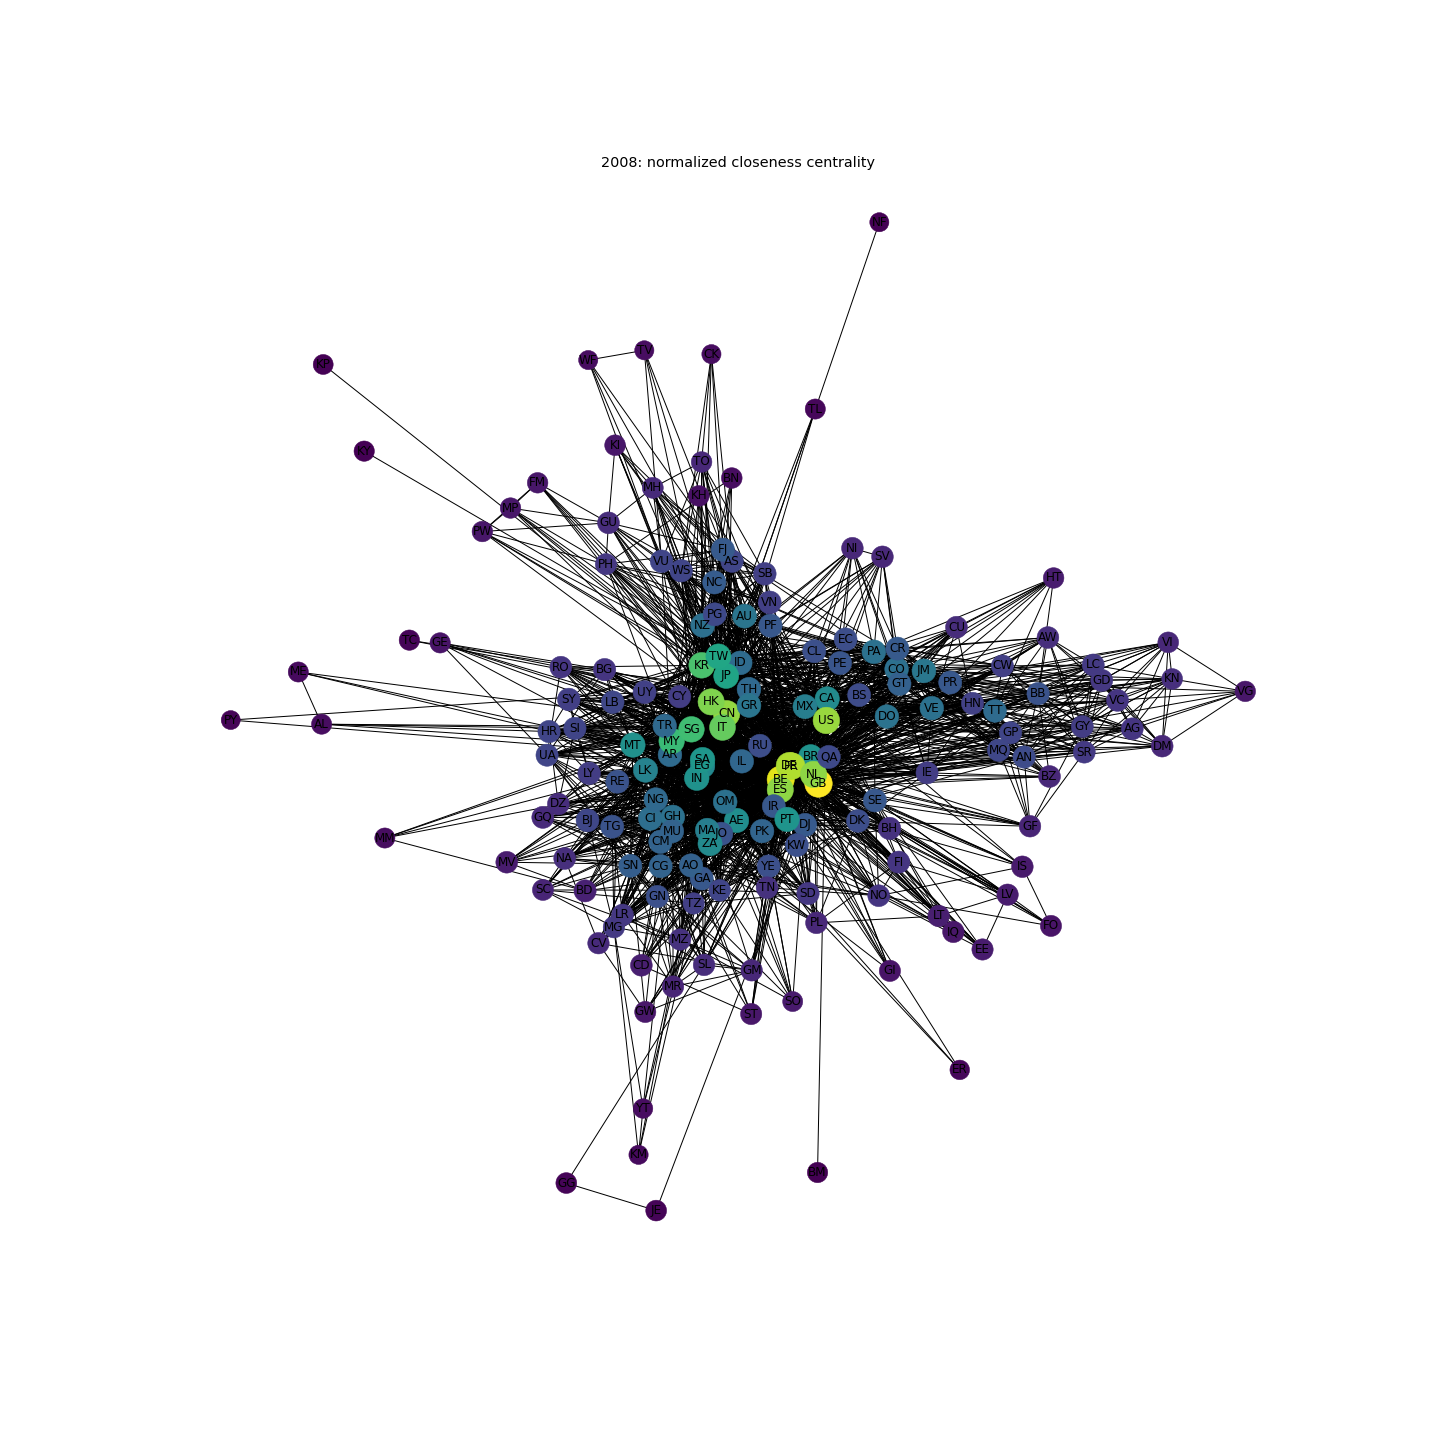 2008: normalized closeness centrality
NF
WF TV CK
KP
TL
KI
KY
TO
FM MH KH BN
MP
PW GU
FJ NI
PH VU WS AS SV
NC SB HT
VN
PG AU
NZ PF CU
TC GE EC AW VI
TW CL PA CR
RO BG KR ID PE CO JM CW LC
ME JP GT PR GD KN
SY LB UY CY HK TH MX CA BS HN BB VC VG
CN GR US DO VE TT
PY AL HR SI TR SG IT GP GY AG
UA MT MY AR RU BR QA MQ AN SR DM
LY LK SA EG IL DE FR NL IE BZ
RE IN BE GB
DZ NG OM ES IR SE
GQ BJ TG CI GH AE PT DJ DK BH GF
MM MU MA JO PK
CM ZA KW
MV NA SN CG AO YE FI IS
SC BD GN GA KE TN SD NO LV
LR TZ PL LT FO
CV MG MZ IQ
CD SL GM GI EE
GW MR ST SO
ER
YT
KM BM
GG
JE